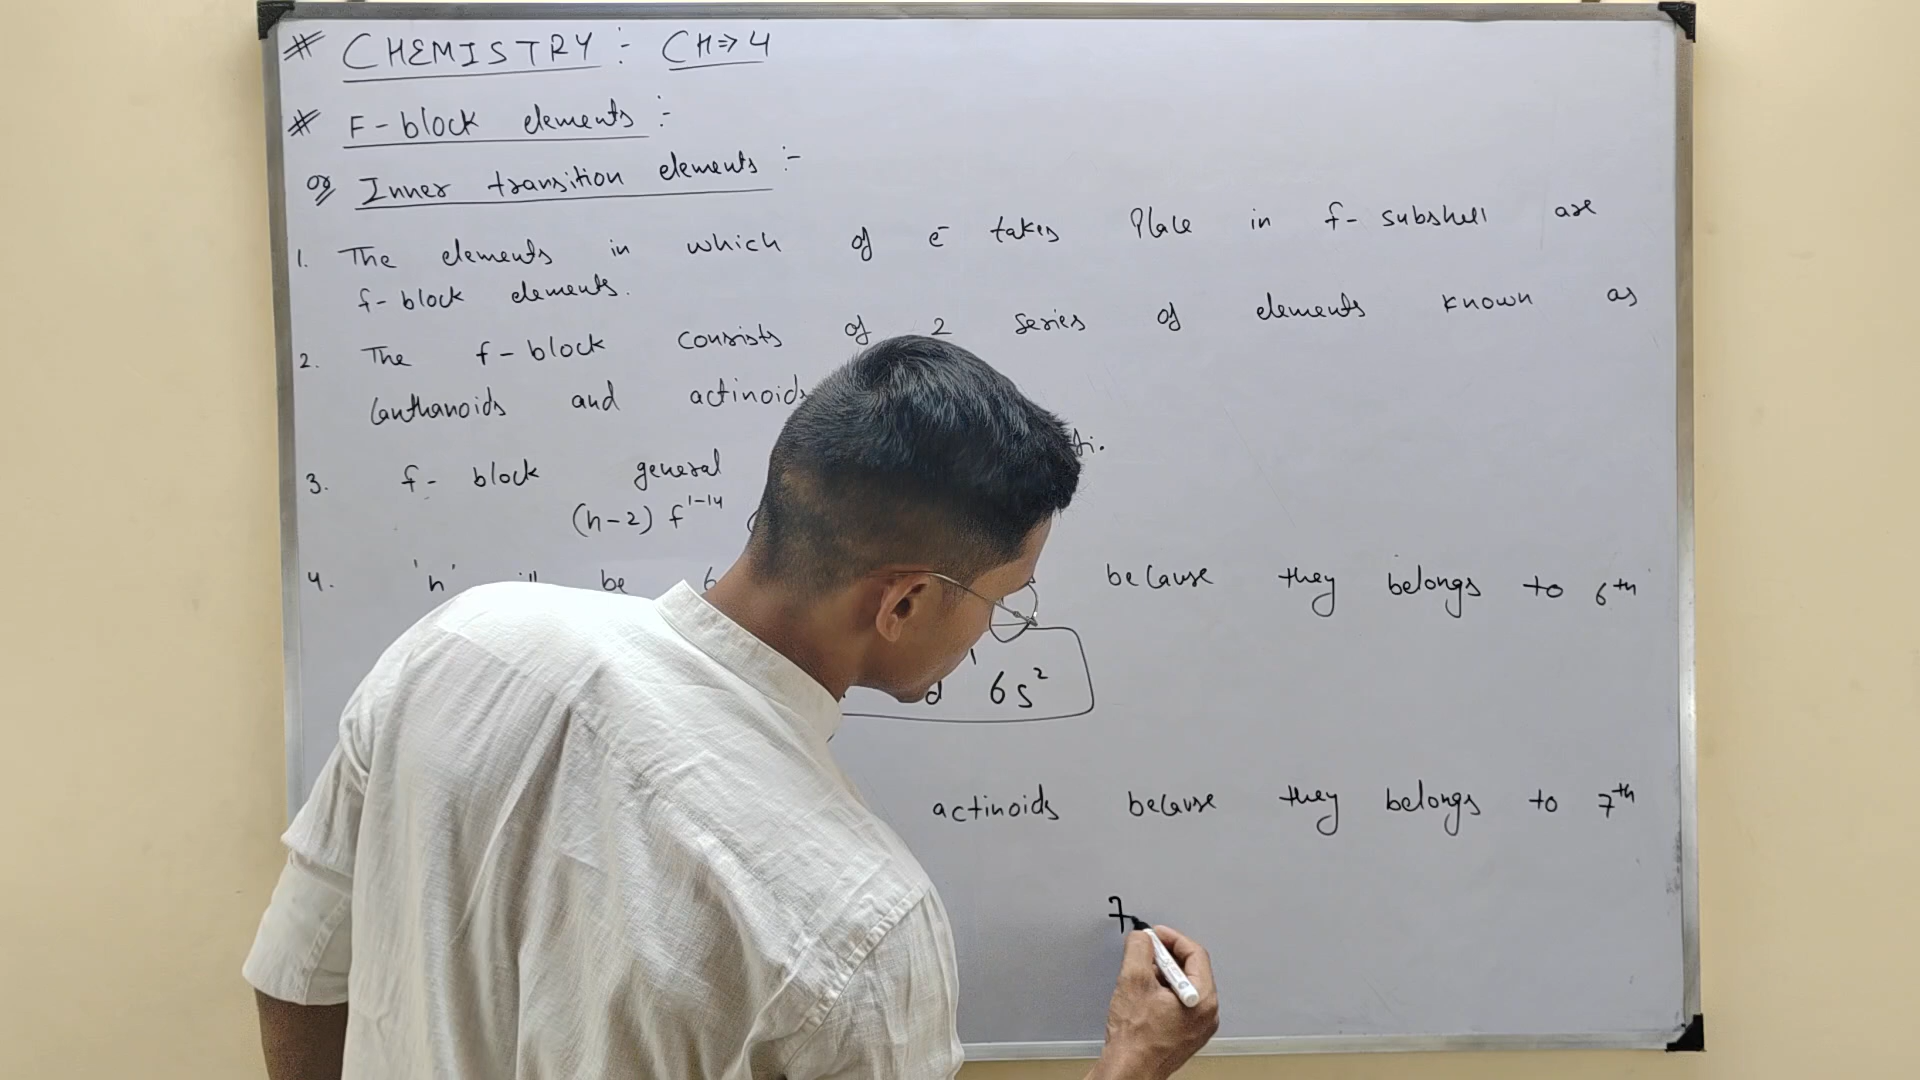 # CHEMISTRY :- CH⇒4
# F-block elements :-
or Inner transition elements :-
1. The elements in which of e⁻ takes Place in f-subshell are
f-block elements.
2. The f-block consists of 2 series of elements known as
lanthanoids and actinoids
3. f-block general
(n-2) f¹⁻¹⁴ (
4. 'n' be 6 because they belongs to 6th
d¹ 6s²
actinoids because they belongs to 7th
7